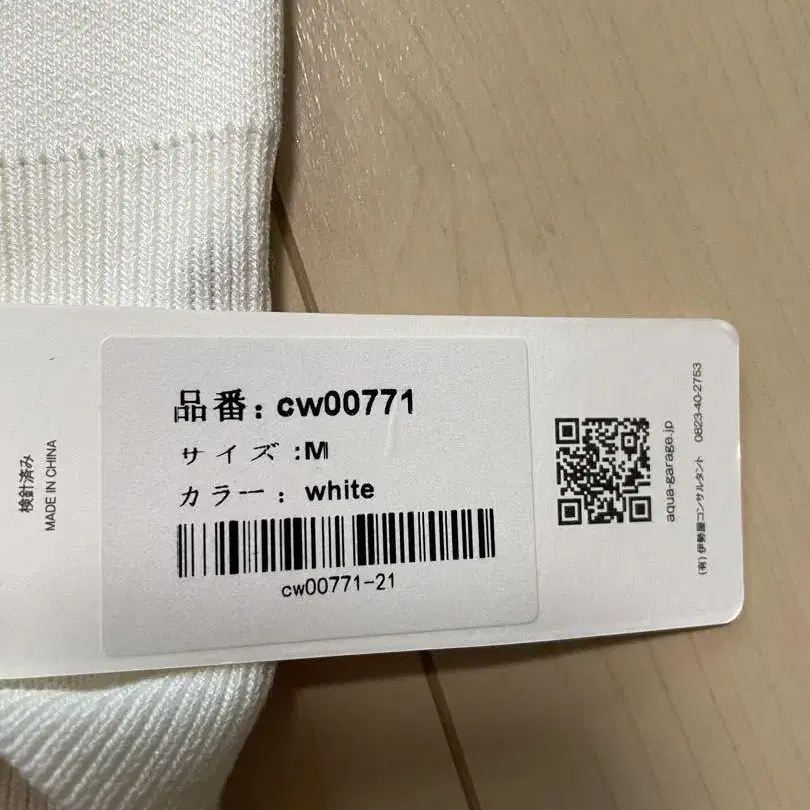 品番: cw00771
サイズ :M
カラー : white
cw00771-21
検針済み
MADE IN CHINA
aqua-garage.jp
(有) 伊勢屋コンサルタント 0823-40-2753